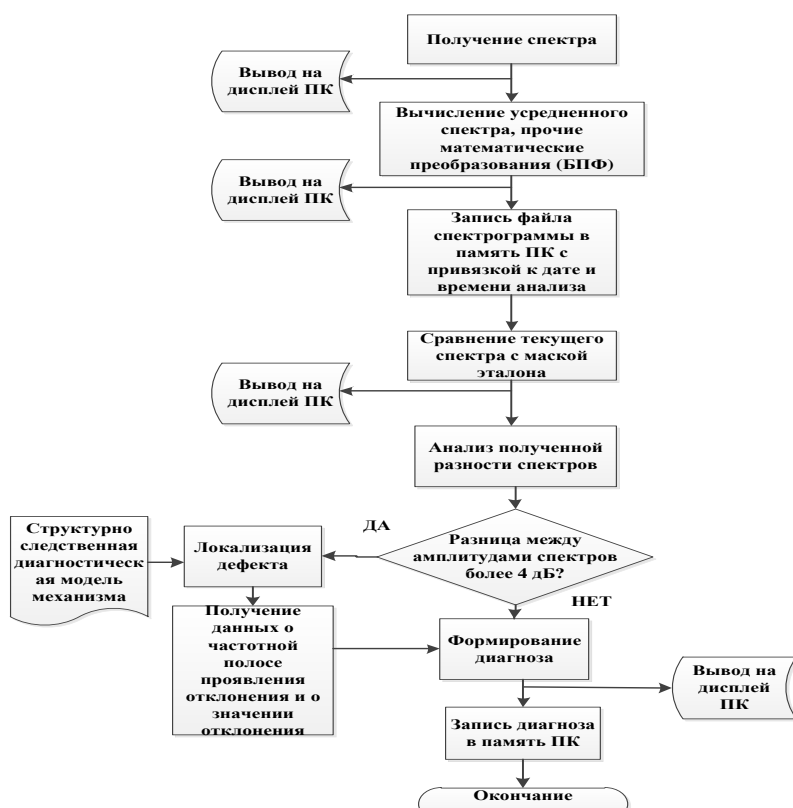 Получение спектра
Вывод на
дисплей ПК
Вычисление усредненного
спектра, прочие
математические
преобразования (БПФ)
Вывод на
дисплей ПК
Запись файла
спектрограммы в
память ПК с
привязкой к дате и
времени анализа
Сравнение текущего
спектра с маской
эталона
Вывод на
дисплей ПК
Анализ полученной
разности спектров
ДА
Разница между
амплитудами спектров
более 4 дБ?
Структурно
следственная
диагностическ
ая модель
механизма
Локализация
дефекта
НЕТ
Получение
данных о
частотной
полосе
проявления
отклонения и о
значении
отклонения
Формирование
диагноза
Вывод на
дисплей
ПК
Запись диагноза
в память ПК
Окончание